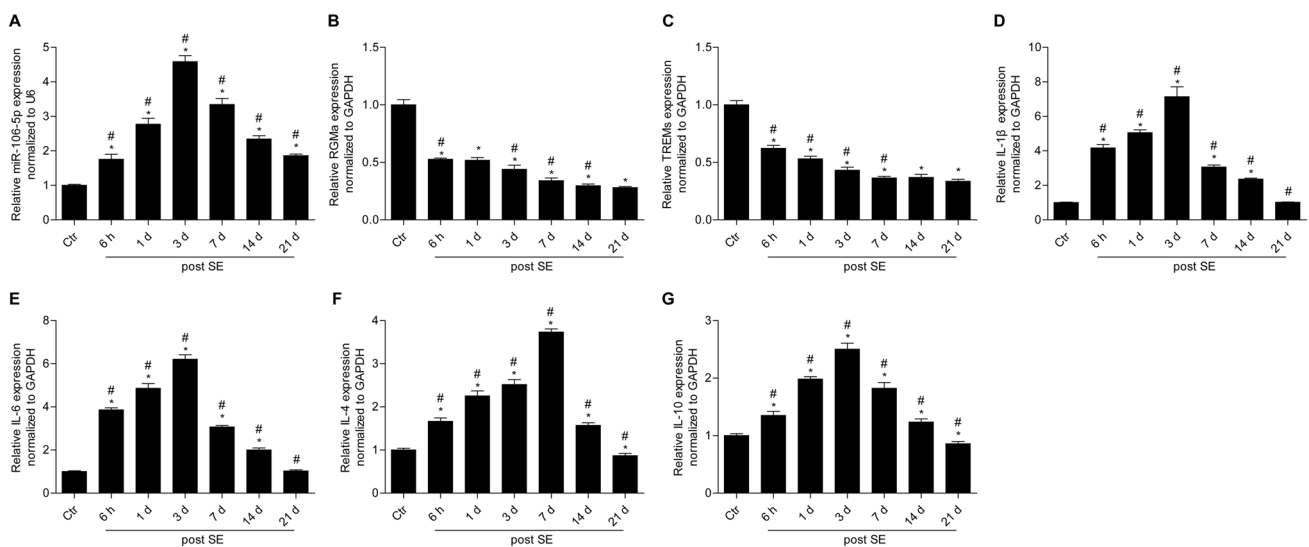 A
Relative miR-106-5p expression
normalized to U6
5
4
3
2
1
0
# # # # # #
* * * * * *
Ctr 6 h 1 d 3 d 7 d 14 d 21 d
post SE
B
Relative RGMa expression
normalized to GAPDH
1.5
1.0
0.5
0.0
# # # #
* * * * * *
Ctr 6 h 1 d 3 d 7 d 14 d 21 d
post SE
C
Relative TREMs expression
normalized to GAPDH
1.5
1.0
0.5
0.0
# # # #
* * * * * *
Ctr 6 h 1 d 3 d 7 d 14 d 21 d
post SE
D
Relative IL-1β expression
normalized to GAPDH
10
8
6
4
2
0
# # # # # #
* * * * *
Ctr 6 h 1 d 3 d 7 d 14 d 21 d
post SE
E
Relative IL-6 expression
normalized to GAPDH
8
6
4
2
0
# # # # # #
* * * * *
Ctr 6 h 1 d 3 d 7 d 14 d 21 d
post SE
F
Relative IL-4 expression
normalized to GAPDH
4
3
2
1
0
# # # # # #
* * * * * *
Ctr 6 h 1 d 3 d 7 d 14 d 21 d
post SE
G
Relative IL-10 expression
normalized to GAPDH
3
2
1
0
# # # # # #
* * * * * *
Ctr 6 h 1 d 3 d 7 d 14 d 21 d
post SE